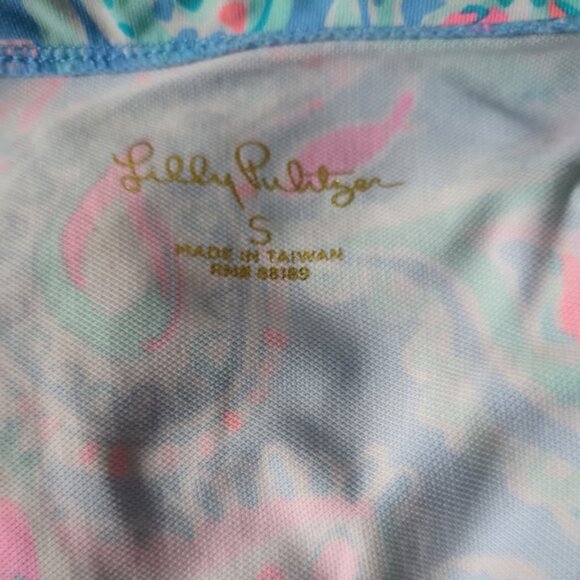 Lilly Pulitzer
S
MADE IN TAIWAN
RN# 88189